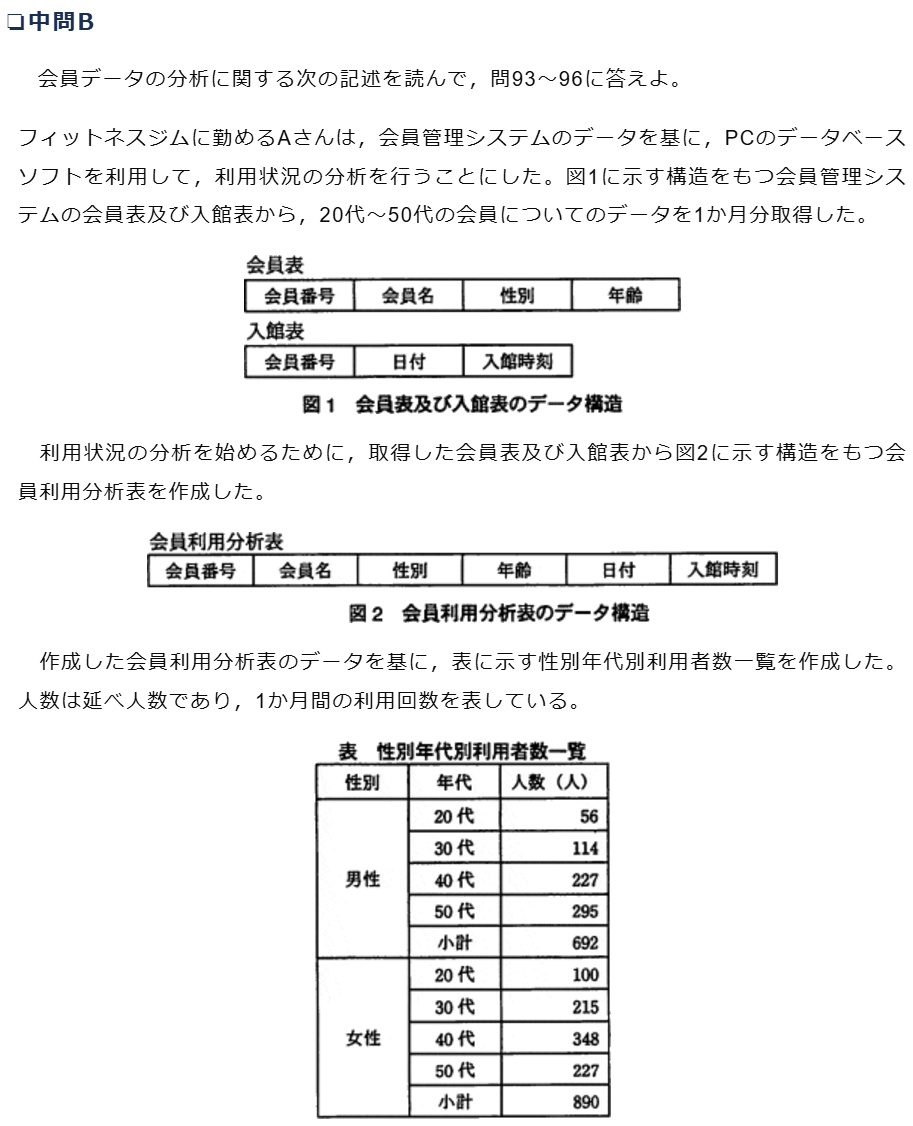 ❏中問B
会員データの分析に関する次の記述を読んで，問93～96に答えよ。
フィットネスジムに勤めるAさんは，会員管理システムのデータを基に，PCのデータベース
ソフトを利用して，利用状況の分析を行うことにした。図1に示す構造をもつ会員管理シス
テムの会員表及び入館表から，20代～50代の会員についてのデータを1か月分取得した。
会員表
会員番号 会員名 性別 年齢
入館表
会員番号 日付 入館時刻
図1 会員表及び入館表のデータ構造
利用状況の分析を始めるために，取得した会員表及び入館表から図2に示す構造をもつ会
員利用分析表を作成した。
会員利用分析表
会員番号 会員名 性別 年齢 日付 入館時刻
図2 会員利用分析表のデータ構造
作成した会員利用分析表のデータを基に，表に示す性別年代別利用者数一覧を作成した。
人数は延べ人数であり，1か月間の利用回数を表している。
表 性別年代別利用者数一覧
性別 年代 人数（人）
男性
20代 56
30代 114
40代 227
50代 295
小計 692
女性
20代 100
30代 215
40代 348
50代 227
小計 890